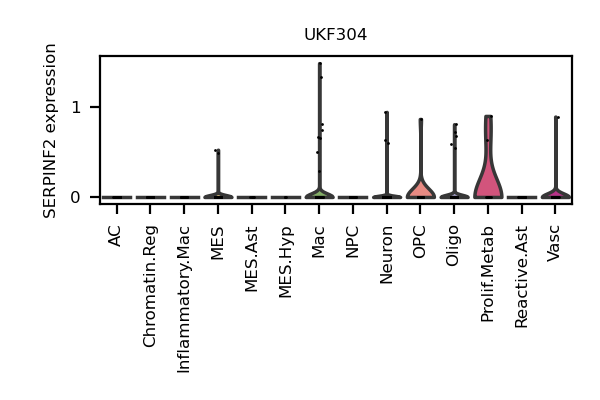 UKF304
SERPINF2 expression
1
0
AC
Chromatin.Reg
Inflammatory.Mac
MES
MES.Ast
MES.Hyp
Mac
NPC
Neuron
OPC
Oligo
Prolif.Metab
Reactive.Ast
Vasc